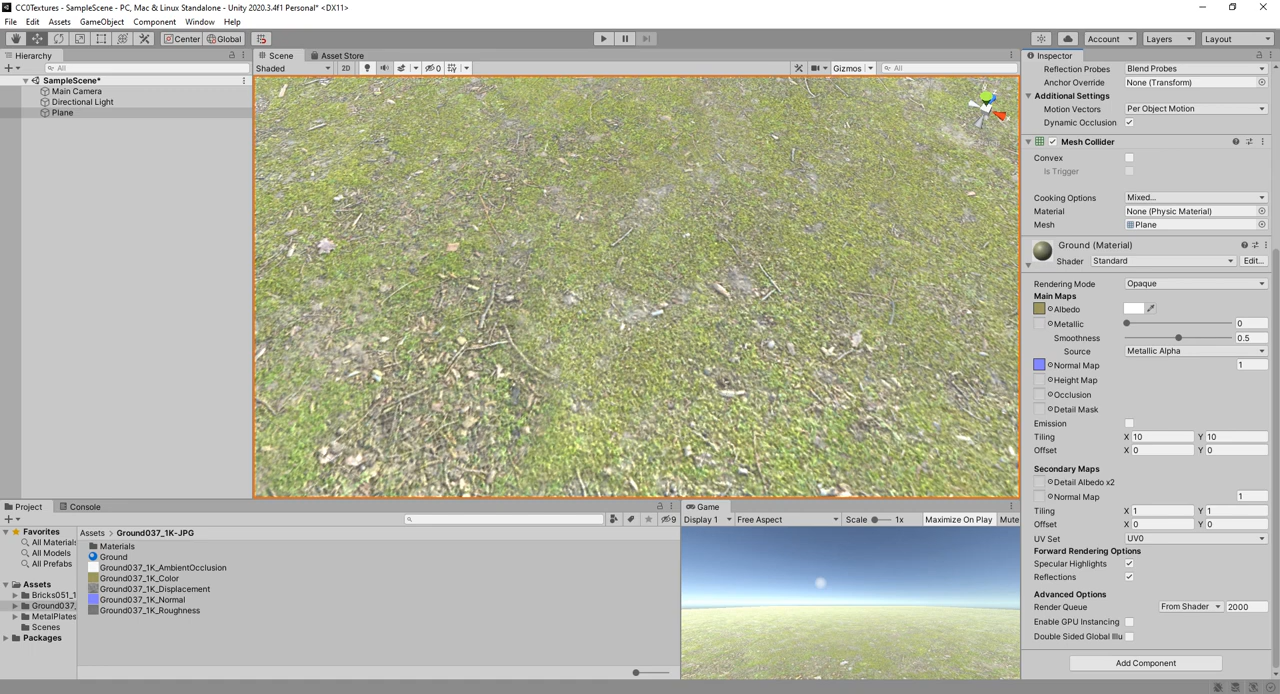 CC0Textures - SampleScene - PC, Mac & Linux Standalone - Unity 2020.3.4f1 Personal* <DX11>
File Edit Assets GameObject Component Window Help
Center Global Account Layers Layout
Hierarchy
All
SampleScene*
Main Camera
Directional Light
Plane
Scene Asset Store
Shaded 2D 0 Gizmos All
Inspector
Reflection Probes Blend Probes
Anchor Override None (Transform)
Additional Settings
Motion Vectors Per Object Motion
Dynamic Occlusion
Mesh Collider
Convex
Is Trigger
Cooking Options Mixed...
Material None (Physic Material)
Mesh Plane
Ground (Material)
Shader Standard Edit...
Rendering Mode Opaque
Main Maps
Albedo
Metallic 0
Smoothness 0.5
Source Metallic Alpha
Normal Map 1
Height Map
Occlusion
Detail Mask
Emission
Tiling X 10 Y 10
Offset X 0 Y 0
Secondary Maps
Detail Albedo x2
Normal Map 1
Tiling X 1 Y 1
Offset X 0 Y 0
UV Set UV0
Forward Rendering Options
Specular Highlights
Reflections
Advanced Options
Render Queue From Shader 2000
Enable GPU Instancing
Double Sided Global Illu
Add Component
Project Console
9
Favorites
All Materials
All Models
All Prefabs
Assets
Bricks051_1
Ground037_
MetalPlates
Scenes
Packages
Assets > Ground037_1K-JPG
Materials
Ground
Ground037_1K_AmbientOcclusion
Ground037_1K_Color
Ground037_1K_Displacement
Ground037_1K_Normal
Ground037_1K_Roughness
Game
Display 1 Free Aspect Scale 1x Maximize On Play Mute